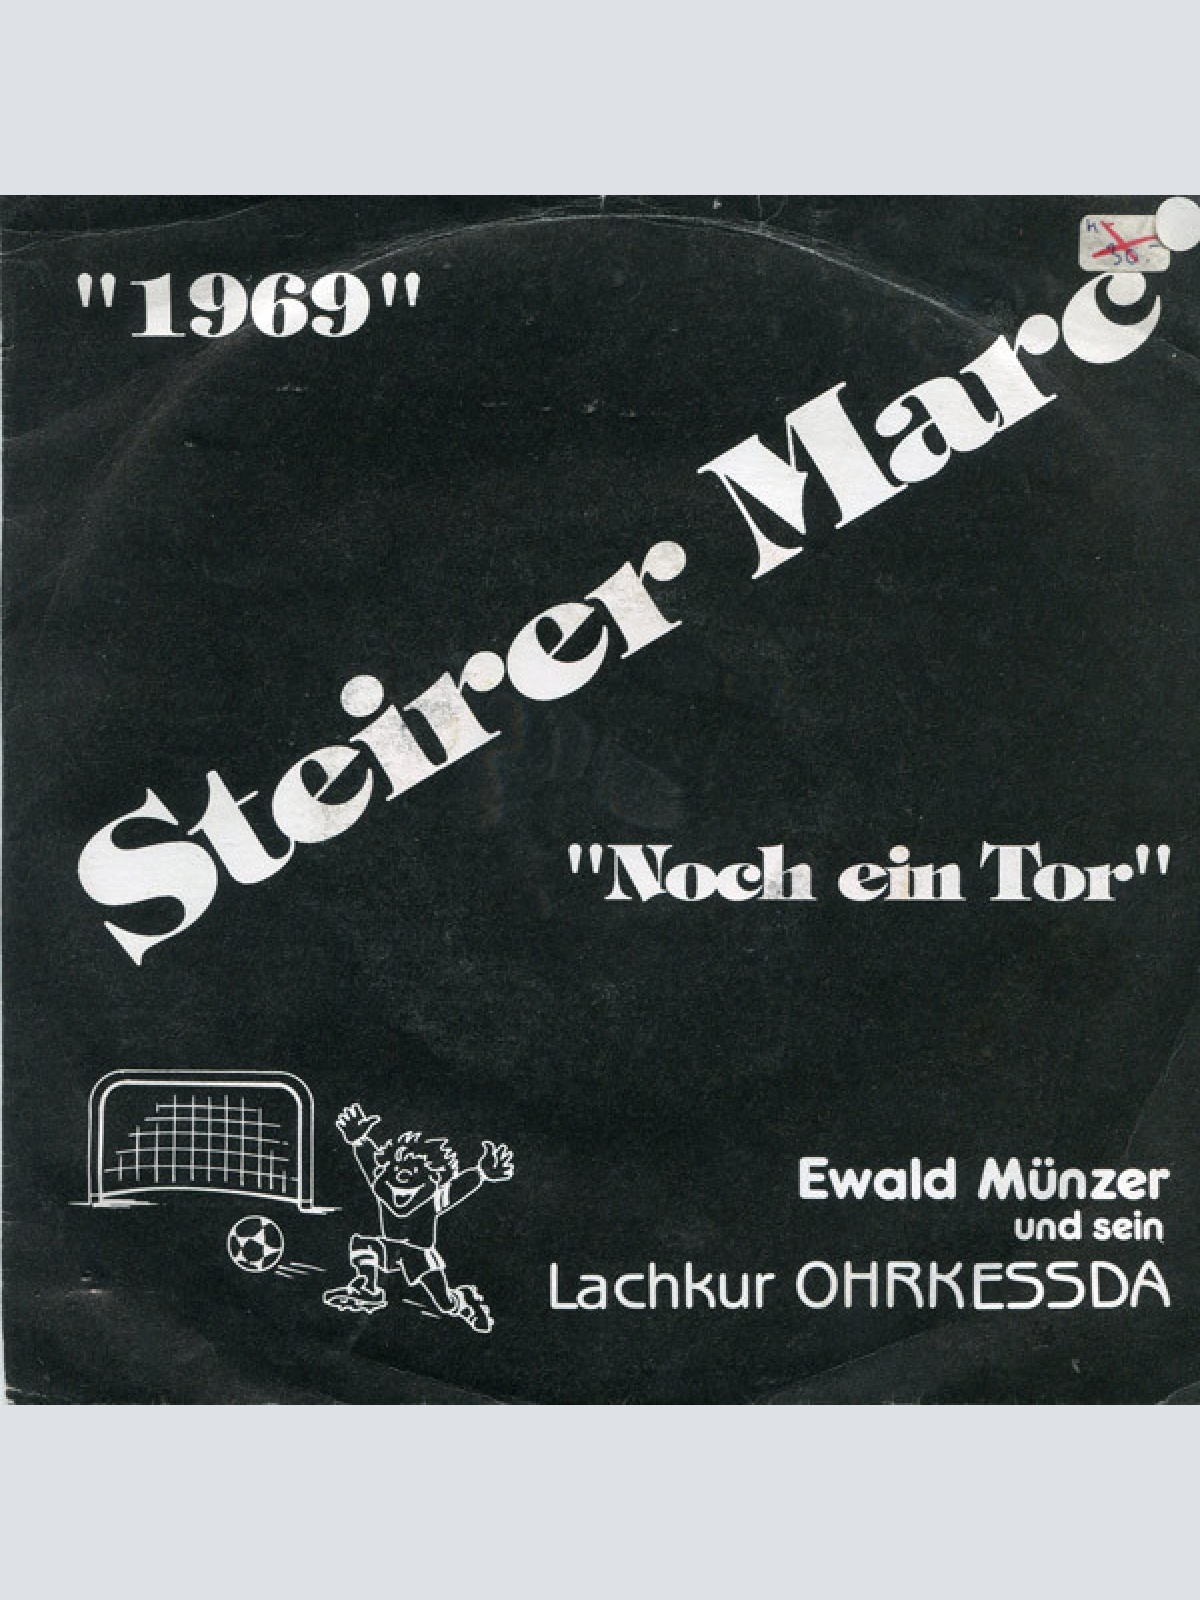 "1969"
Steirer Marc
"Noch ein Tor"
Ewald Münzer
und sein
Lachkur OHRKESSDA